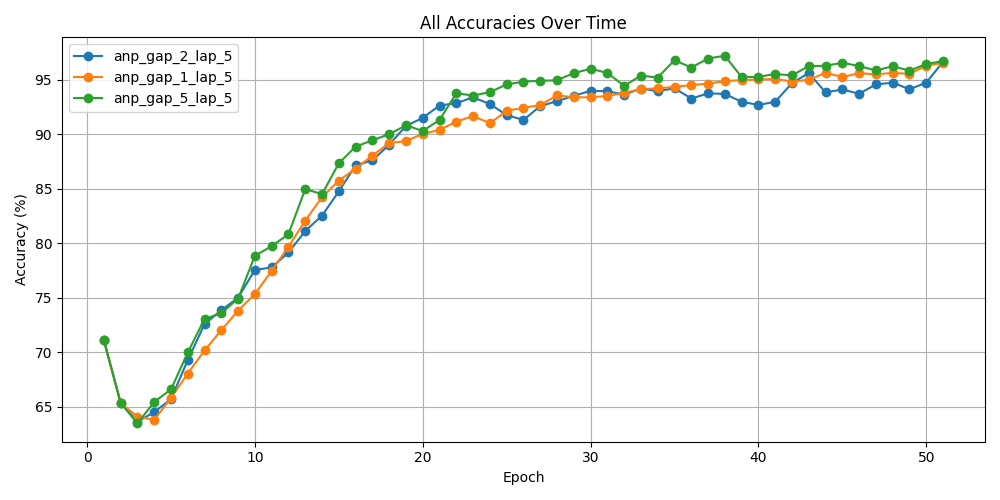 All Accuracies Over Time
anp_gap_2_lap_5
anp_gap_1_lap_5
anp_gap_5_lap_5
Accuracy (%)
95
90
85
80
75
70
65
0 10 20 30 40 50
Epoch